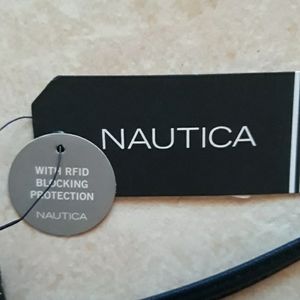 NAUTICA
WITH RFID
BLOCKING
PROTECTION
NAUTICA